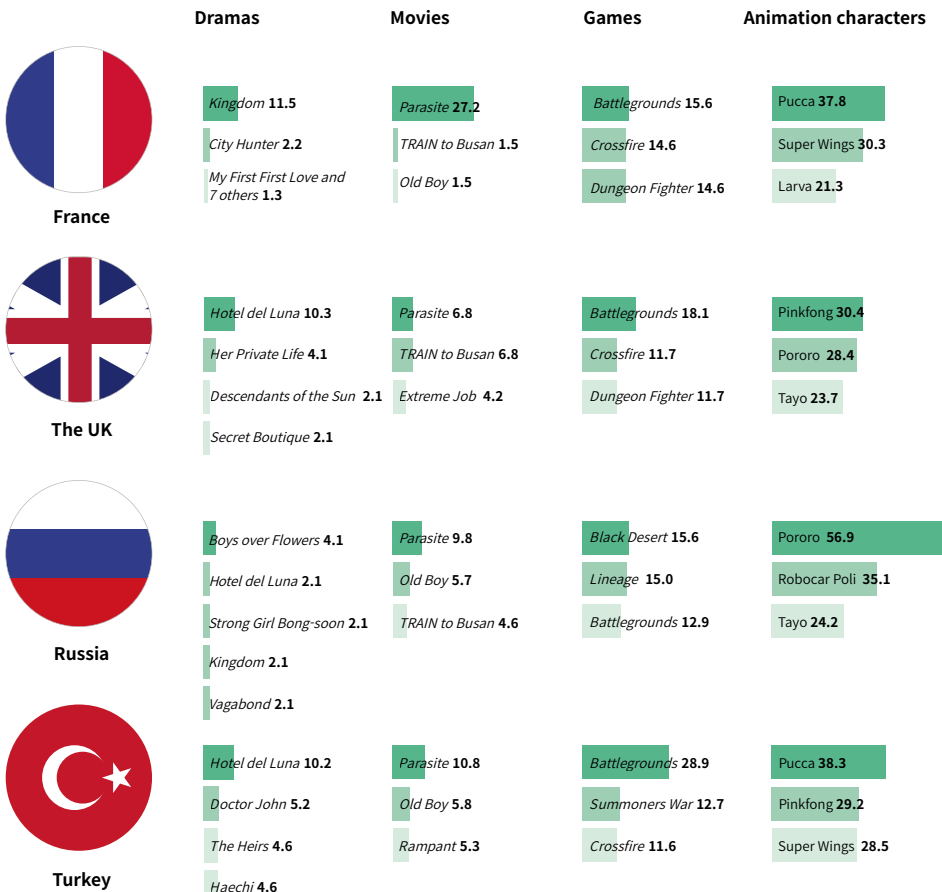 Dramas Movies Games Animation characters
Kingdom 11.5
City Hunter 2.2
My First First Love and
7 others 1.3
Parasite 27.2
TRAIN to Busan 1.5
Old Boy 1.5
Battlegrounds 15.6
Crossfire 14.6
Dungeon Fighter 14.6
Pucca 37.8
Super Wings 30.3
Larva 21.3
France
Hotel del Luna 10.3
Her Private Life 4.1
Descendants of the Sun 2.1
Secret Boutique 2.1
Parasite 6.8
TRAIN to Busan 6.8
Extreme Job 4.2
Battlegrounds 18.1
Crossfire 11.7
Dungeon Fighter 11.7
Pinkfong 30.4
Pororo 28.4
Tayo 23.7
The UK
Boys over Flowers 4.1
Hotel del Luna 2.1
Strong Girl Bong-soon 2.1
Kingdom 2.1
Vagabond 2.1
Parasite 9.8
Old Boy 5.7
TRAIN to Busan 4.6
Black Desert 15.6
Lineage 15.0
Battlegrounds 12.9
Pororo 56.9
Robocar Poli 35.1
Tayo 24.2
Russia
Hotel del Luna 10.2
Doctor John 5.2
The Heirs 4.6
Haechi 4.6
Parasite 10.8
Old Boy 5.8
Rampant 5.3
Battlegrounds 28.9
Summoners War 12.7
Crossfire 11.6
Pucca 38.3
Pinkfong 29.2
Super Wings 28.5
Turkey